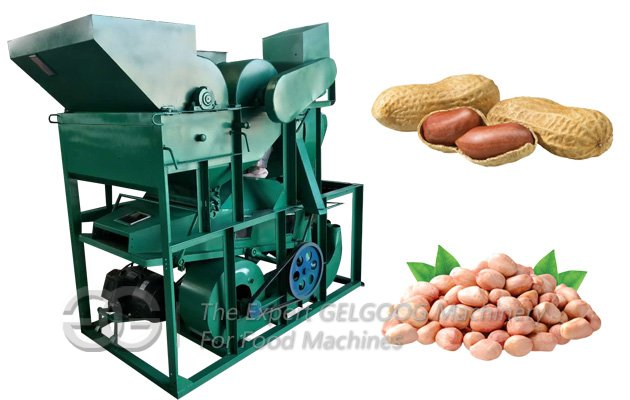 The Expert GELGOOG Machinery
For Food Machines